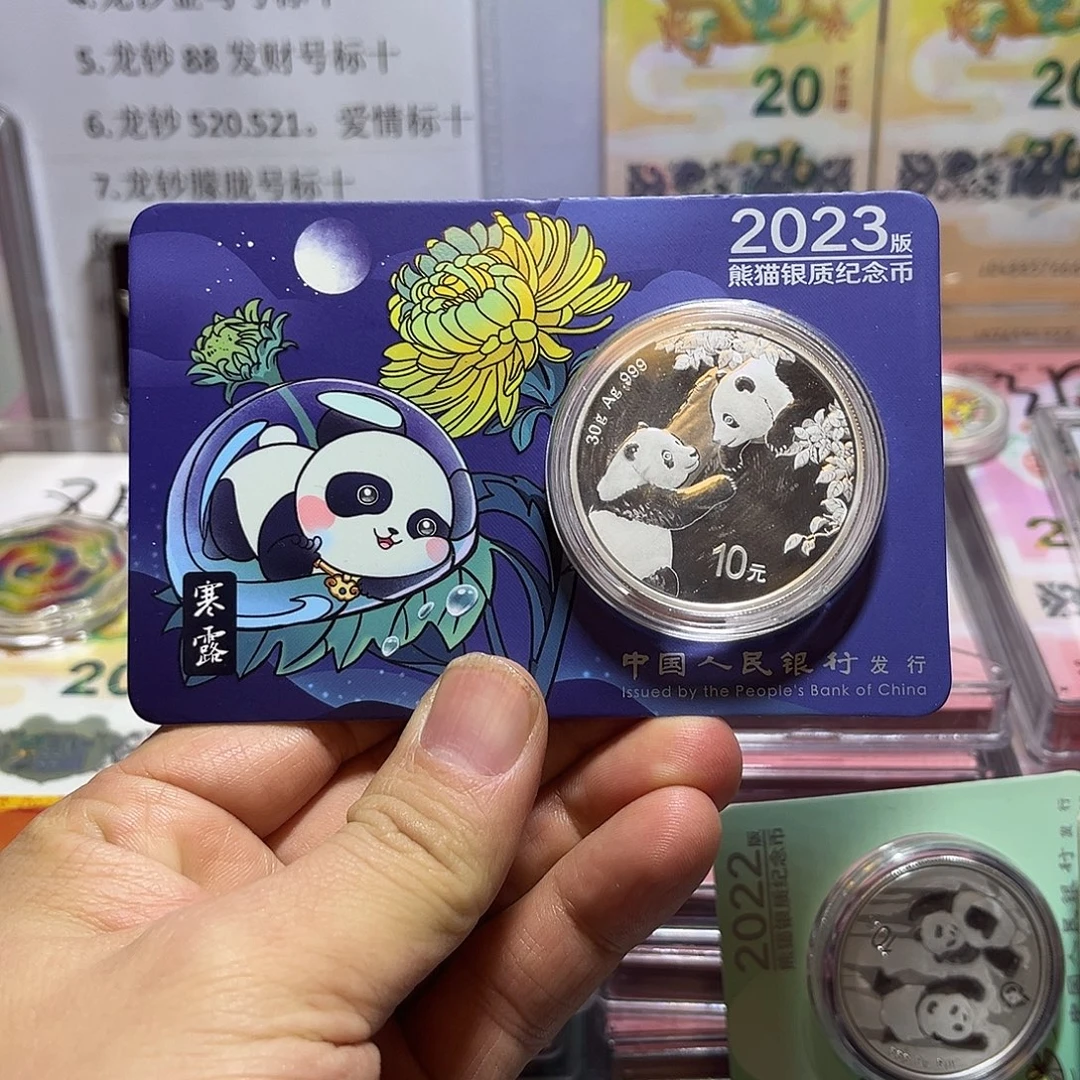 5.龙钞 88 发财号标十
6.龙钞 520.521。爱情标十
7.龙钞朦胧号标十
20
20
2023版
熊猫银质纪念币
30g Ag.999
10元
寒露
中国人民银行 发行
Issued by the People's Bank of China
20
2022版
熊猫银质纪念币